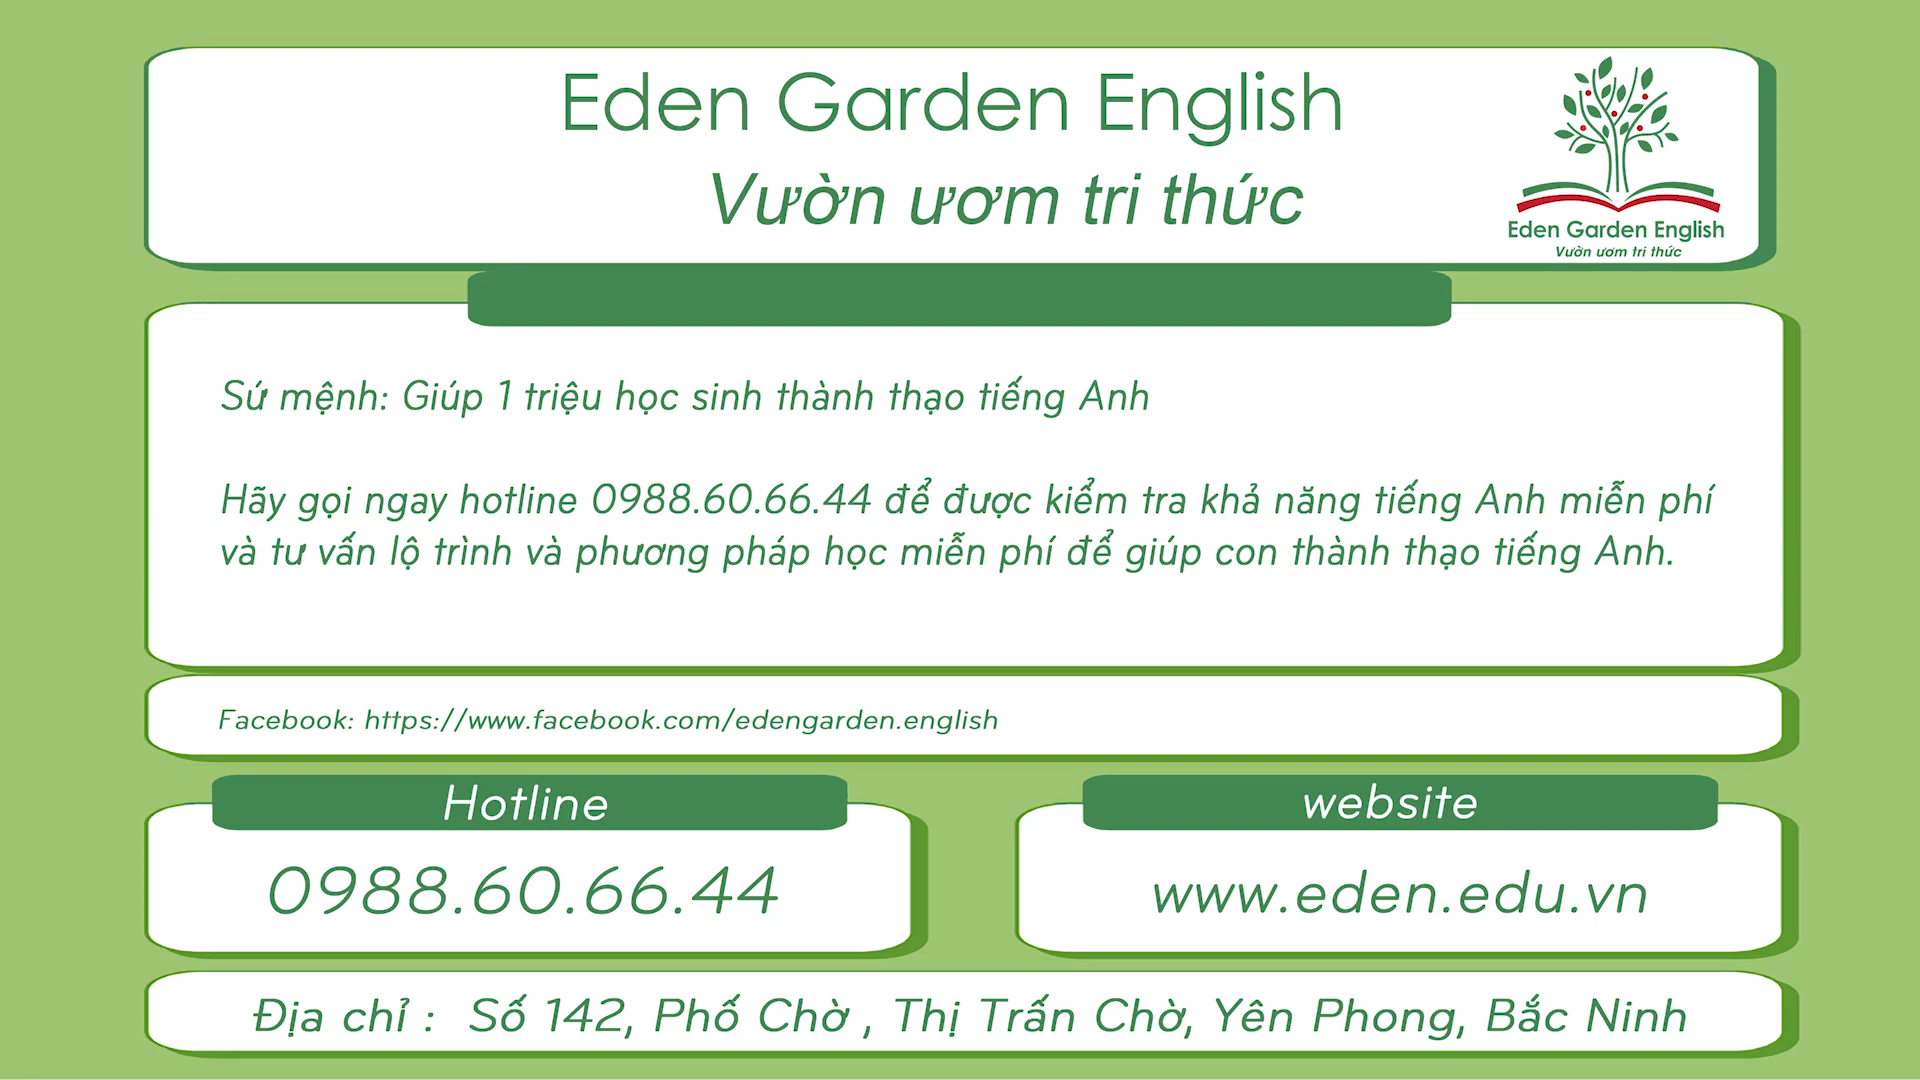 Eden Garden English
Vườn ươm tri thức
Eden Garden English
Vườn ươm tri thức
Sứ mệnh: Giúp 1 triệu học sinh thành thạo tiếng Anh
Hãy gọi ngay hotline 0988.60.66.44 để được kiểm tra khả năng tiếng Anh miễn phí
và tư vấn lộ trình và phương pháp học miễn phí để giúp con thành thạo tiếng Anh.
Facebook: https://www.facebook.com/edengarden.english
Hotline
0988.60.66.44
website
www.eden.edu.vn
Địa chỉ : Số 142, Phố Chờ , Thị Trấn Chờ, Yên Phong, Bắc Ninh